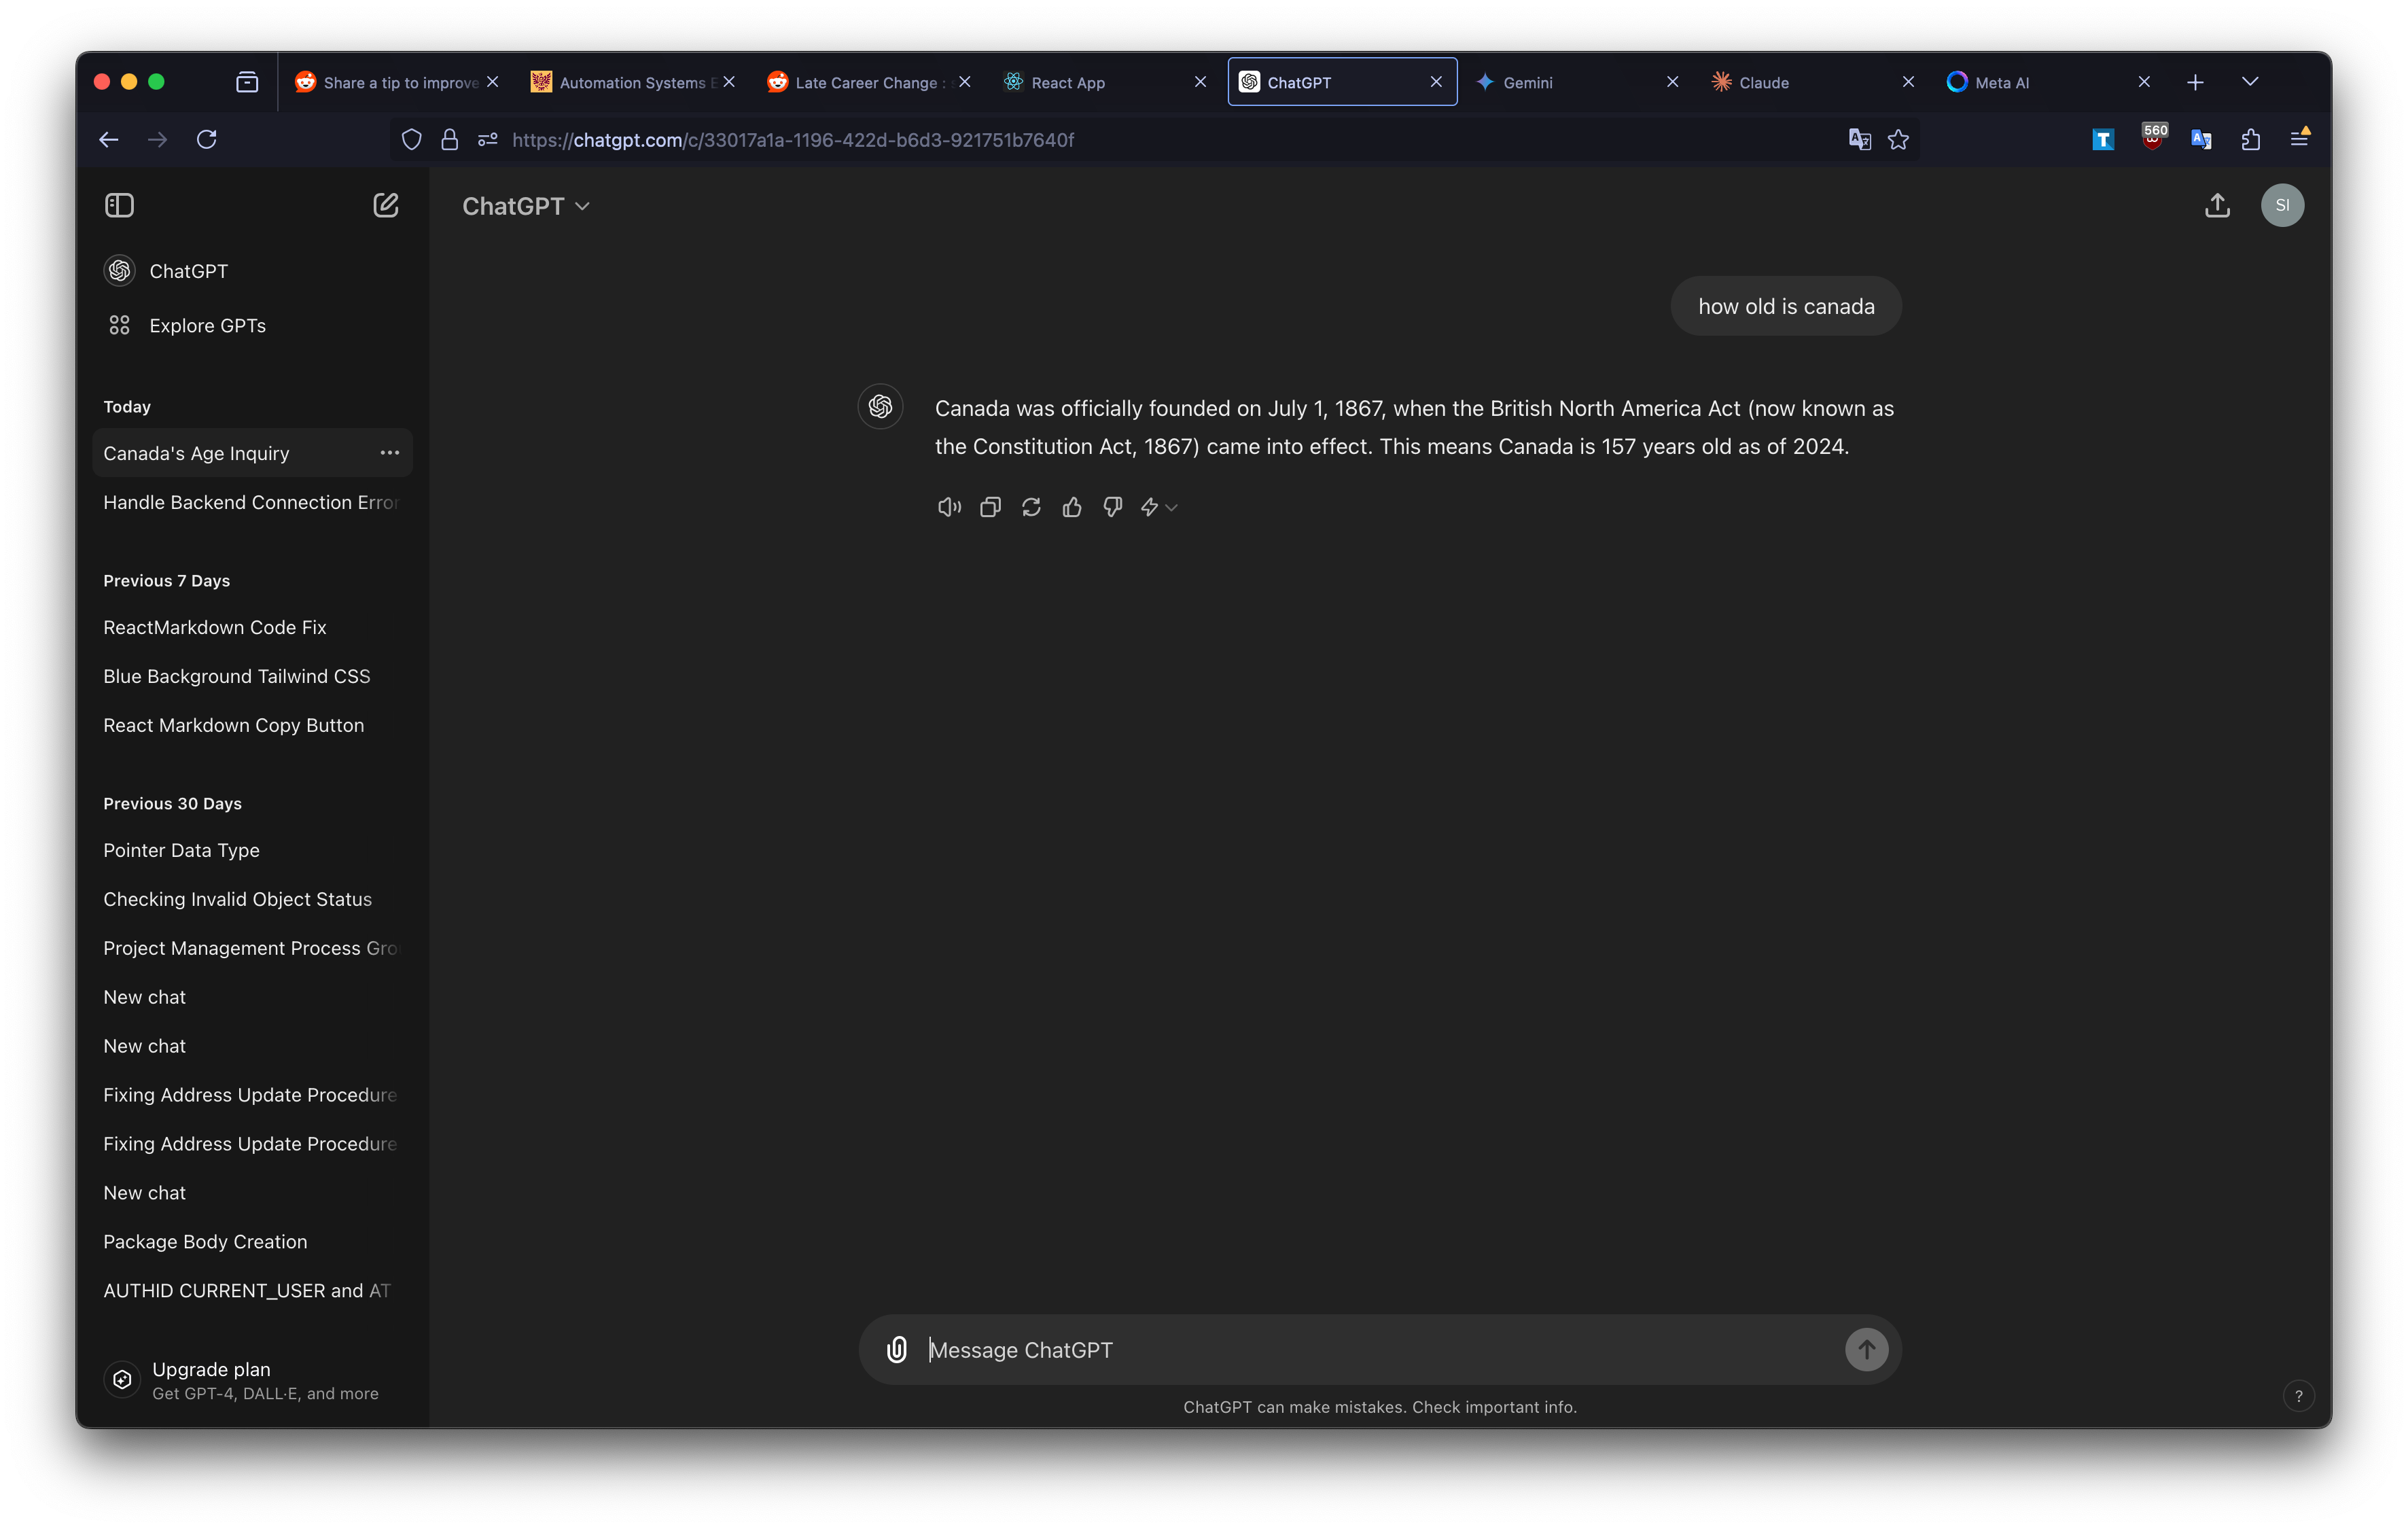 Share a tip to improve
Automation Systems E
Late Career Change :
React App
ChatGPT
Gemini
Claude
Meta AI
https://chatgpt.com/c/33017a1a-1196-422d-b6d3-921751b7640f
T
560
ChatGPT
SI
ChatGPT
Explore GPTs
Today
Canada's Age Inquiry
Handle Backend Connection Error
Previous 7 Days
ReactMarkdown Code Fix
Blue Background Tailwind CSS
React Markdown Copy Button
Previous 30 Days
Pointer Data Type
Checking Invalid Object Status
Project Management Process Gro
New chat
New chat
Fixing Address Update Procedure
Fixing Address Update Procedure
New chat
Package Body Creation
AUTHID CURRENT_USER and AT
Upgrade plan
Get GPT-4, DALL·E, and more
how old is canada
Canada was officially founded on July 1, 1867, when the British North America Act (now known as
the Constitution Act, 1867) came into effect. This means Canada is 157 years old as of 2024.
Message ChatGPT
ChatGPT can make mistakes. Check important info.
?